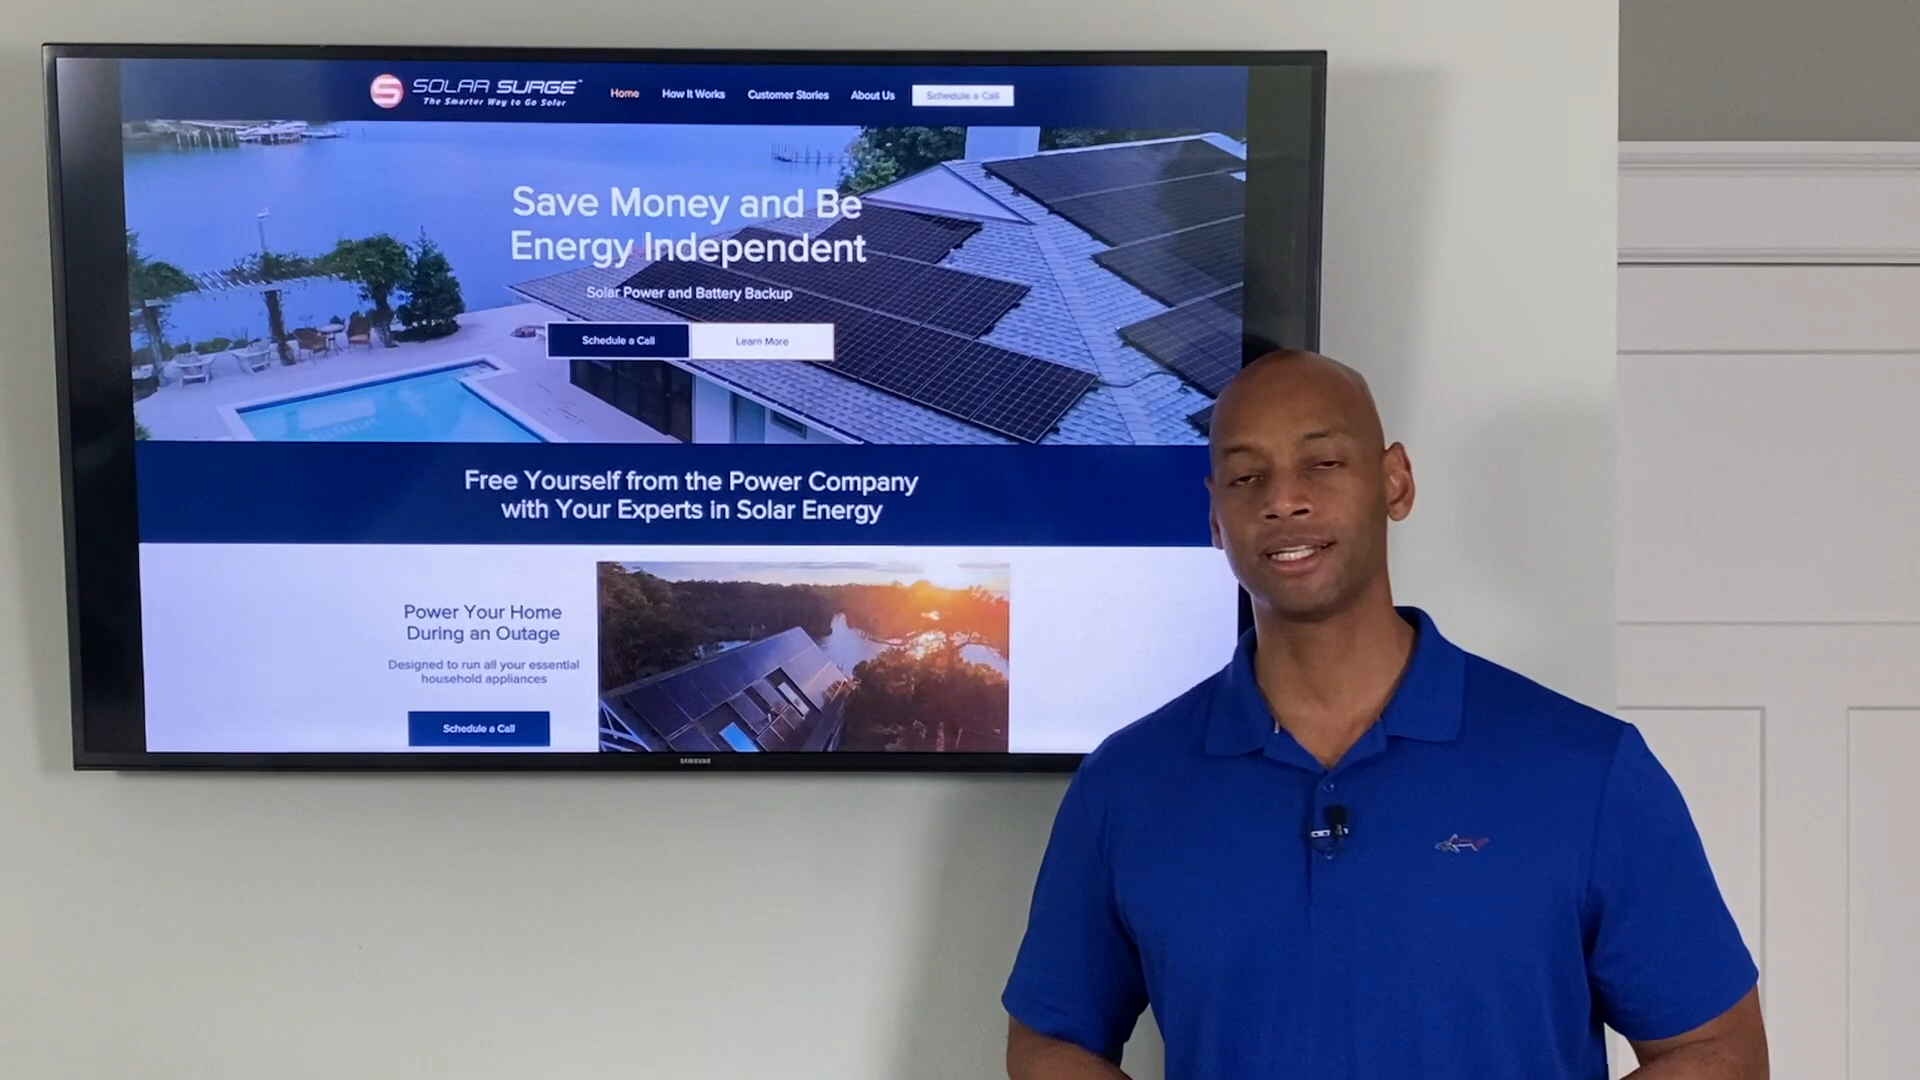 SOLAR SURGE™
The Smarter Way to Go Solar
Home How It Works Customer Stories About Us Schedule a Call
Save Money and Be
Energy Independent
Solar Power and Battery Backup
Schedule a Call Learn More
Free Yourself from the Power Company
with Your Experts in Solar Energy
Power Your Home
During an Outage
Designed to run all your essential
household appliances
Schedule a Call
SAMSUNG